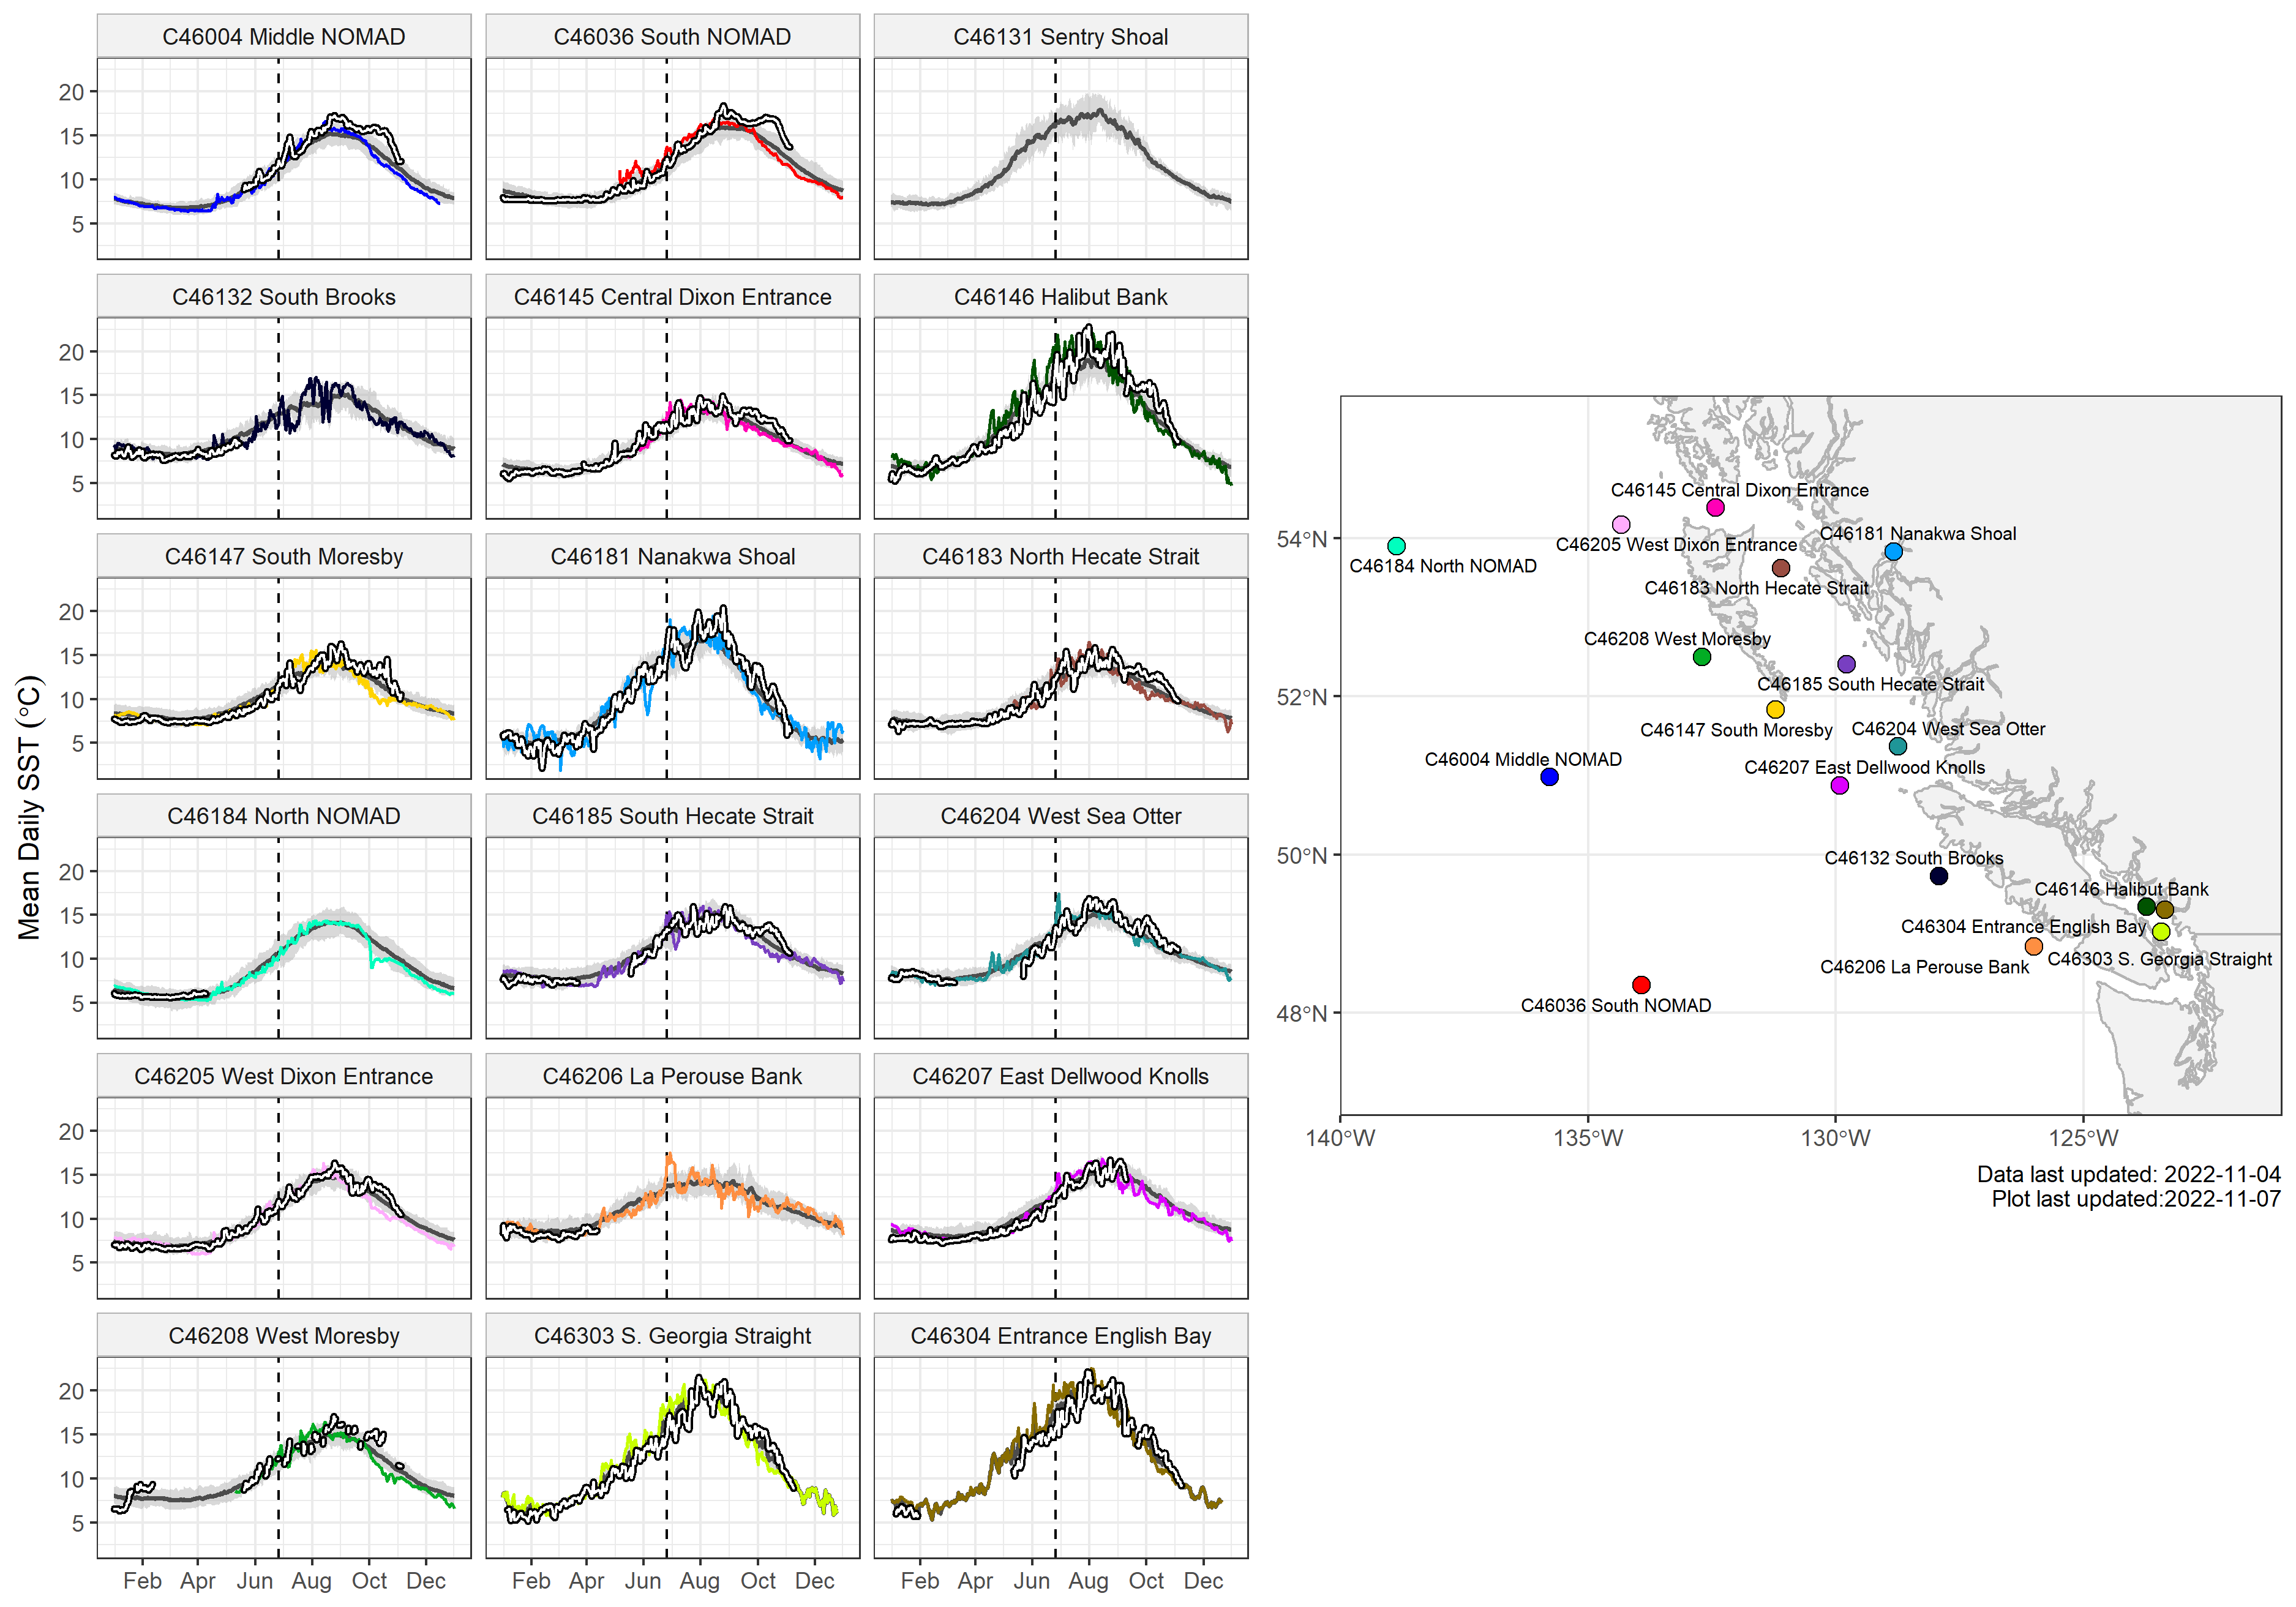 C46004 Middle NOMAD
C46036 South NOMAD
C46131 Sentry Shoal
20
15
10
5
C46132 South Brooks
C46145 Central Dixon Entrance
C46146 Halibut Bank
20
15
10
5
C46147 South Moresby
C46181 Nanakwa Shoal
C46183 North Hecate Strait
20
15
10
5
Mean Daily SST (°C)
C46184 North NOMAD
C46185 South Hecate Strait
C46204 West Sea Otter
20
15
10
5
C46205 West Dixon Entrance
C46206 La Perouse Bank
C46207 East Dellwood Knolls
20
15
10
5
C46208 West Moresby
C46303 S. Georgia Straight
C46304 Entrance English Bay
20
15
10
5
Feb Apr Jun Aug Oct Dec
Feb Apr Jun Aug Oct Dec
Feb Apr Jun Aug Oct Dec
C46145 Central Dixon Entrance
C46181 Nanakwa Shoal
54°N
C46205 West Dixon Entrance
C46184 North NOMAD
C46183 North Hecate Strait
C46208 West Moresby
C46185 South Hecate Strait
52°N
C46147 South Moresby
C46204 West Sea Otter
C46004 Middle NOMAD
C46207 East Dellwood Knolls
50°N
C46132 South Brooks
C46146 Halibut Bank
C46304 Entrance English Bay
C46303 S. Georgia Straight
C46206 La Perouse Bank
C46036 South NOMAD
48°N
140°W 135°W 130°W 125°W
Data last updated: 2022-11-04
Plot last updated:2022-11-07